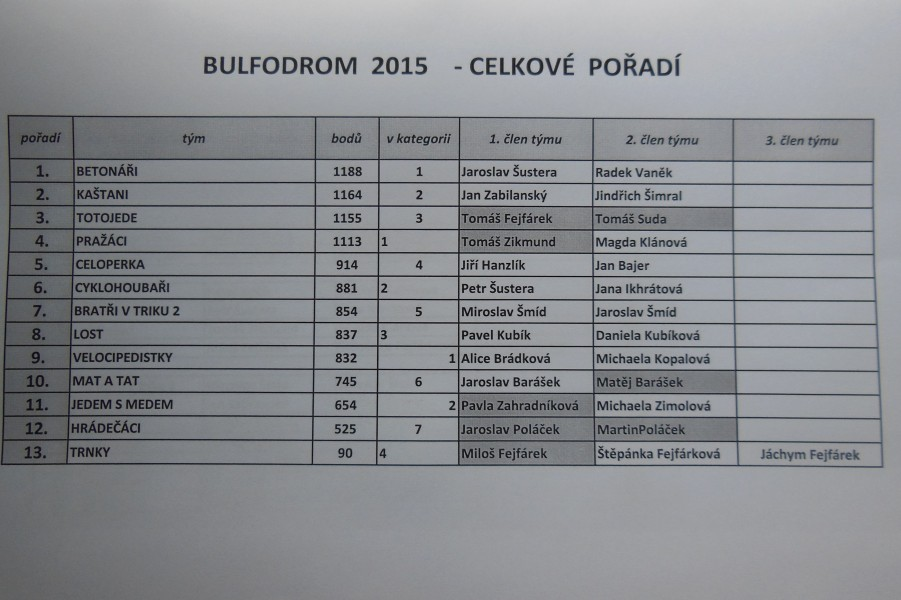 BULFODROM 2015 - CELKOVÉ POŘADÍ
pořadí tým bodů v kategorii 1. člen týmu 2. člen týmu 3. člen týmu
1. BETONÁŘI 1188 1 Jaroslav Šustera Radek Vaněk
2. KAŠTANI 1164 2 Jan Zabilanský Jindřich Šimral
3. TOTOJEDE 1155 3 Tomáš Fejfárek Tomáš Suda
4. PRAŽÁCI 1113 1 Tomáš Zikmund Magda Klánová
5. CELOPERKA 914 4 Jiří Hanzlík Jan Bajer
6. CYKLOHOUBAŘI 881 2 Petr Šustera Jana Ikhrátová
7. BRATŘI V TRIKU 2 854 5 Miroslav Šmíd Jaroslav Šmíd
8. LOST 837 3 Pavel Kubík Daniela Kubíková
9. VELOCIPEDISTKY 832 1 Alice Brádková Michaela Kopalová
10. MAT A TAT 745 6 Jaroslav Barášek Matěj Barášek
11. JEDEM S MEDEM 654 2 Pavla Zahradníková Michaela Zimolová
12. HRÁDEČÁCI 525 7 Jaroslav Poláček MartinPoláček
13. TRNKY 90 4 Miloš Fejfárek Štěpánka Fejfárková Jáchym Fejfárek